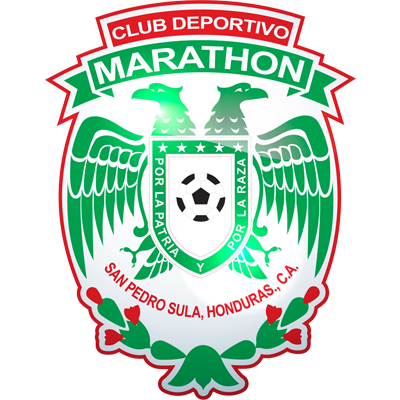 CLUB DEPORTIVO
MARATHON
POR LA PATRIA Y POR LA RAZA
SAN PEDRO SULA, HONDURAS., C.A.